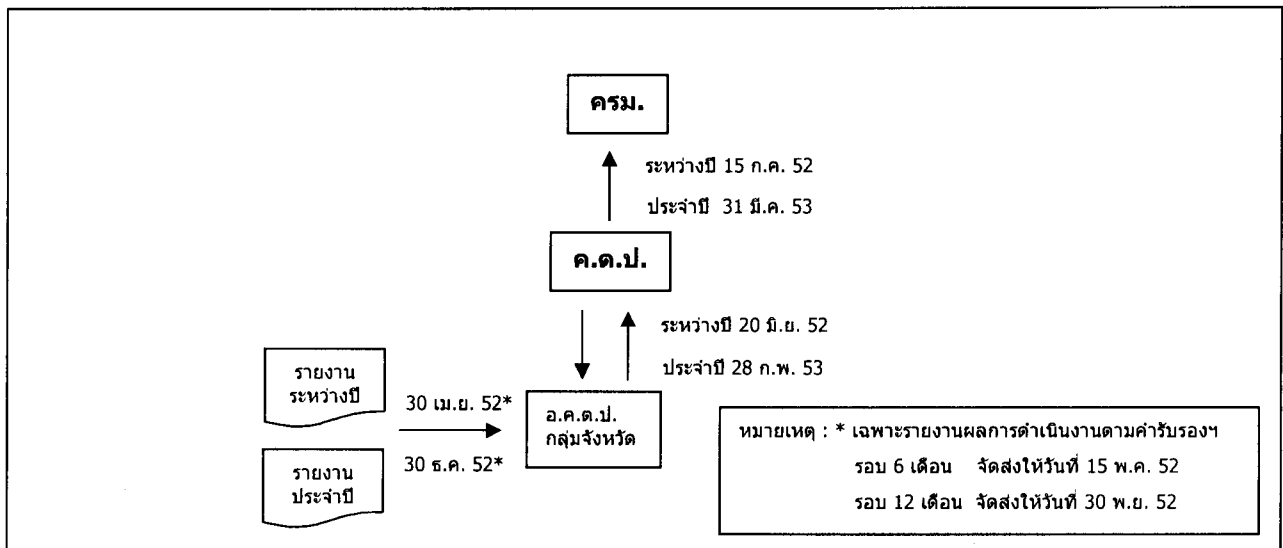 ครม.
ระหว่างปี 15 ก.ค. 52
ประจำปี 31 มี.ค. 53
ค.ต.ป.
ระหว่างปี 20 มิ.ย. 52
ประจำปี 28 ก.พ. 53
รายงาน
ระหว่างปี
30 เม.ย. 52*
30 ธ.ค. 52*
รายงาน
ประจำปี
อ.ค.ต.ป.
กลุ่มจังหวัด
หมายเหตุ : * เฉพาะรายงานผลการดำเนินงานตามคำรับรองฯ
รอบ 6 เดือน จัดส่งให้วันที่ 15 พ.ค. 52
รอบ 12 เดือน จัดส่งให้วันที่ 30 พ.ย. 52